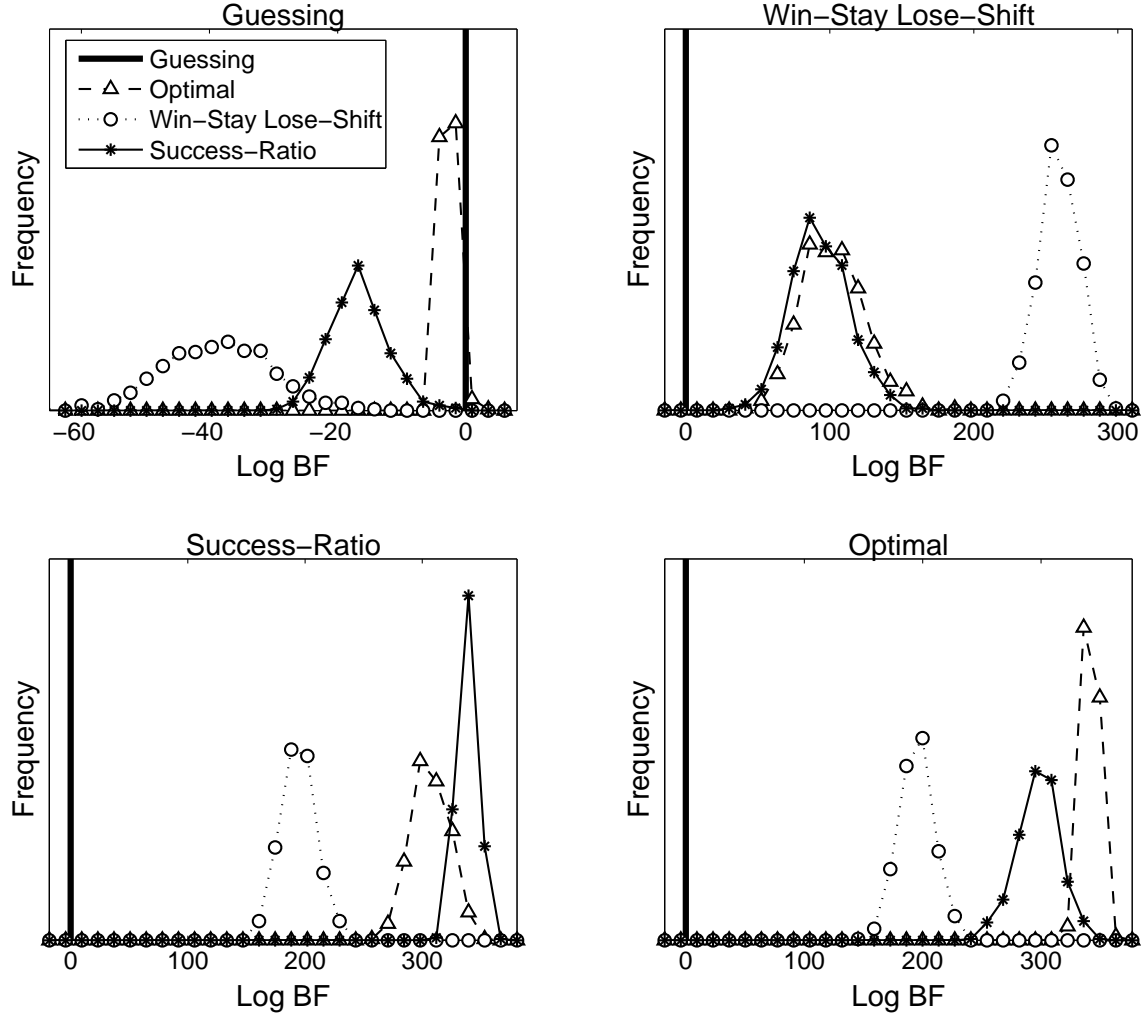 Guessing
Guessing
Optimal
Win−Stay Lose−Shift
Success−Ratio
Frequency
−60 −40 −20 0
Log BF
Win−Stay Lose−Shift
Frequency
0 100 200 300
Log BF
Success−Ratio
Frequency
0 100 200 300
Log BF
Optimal
Frequency
0 100 200 300
Log BF